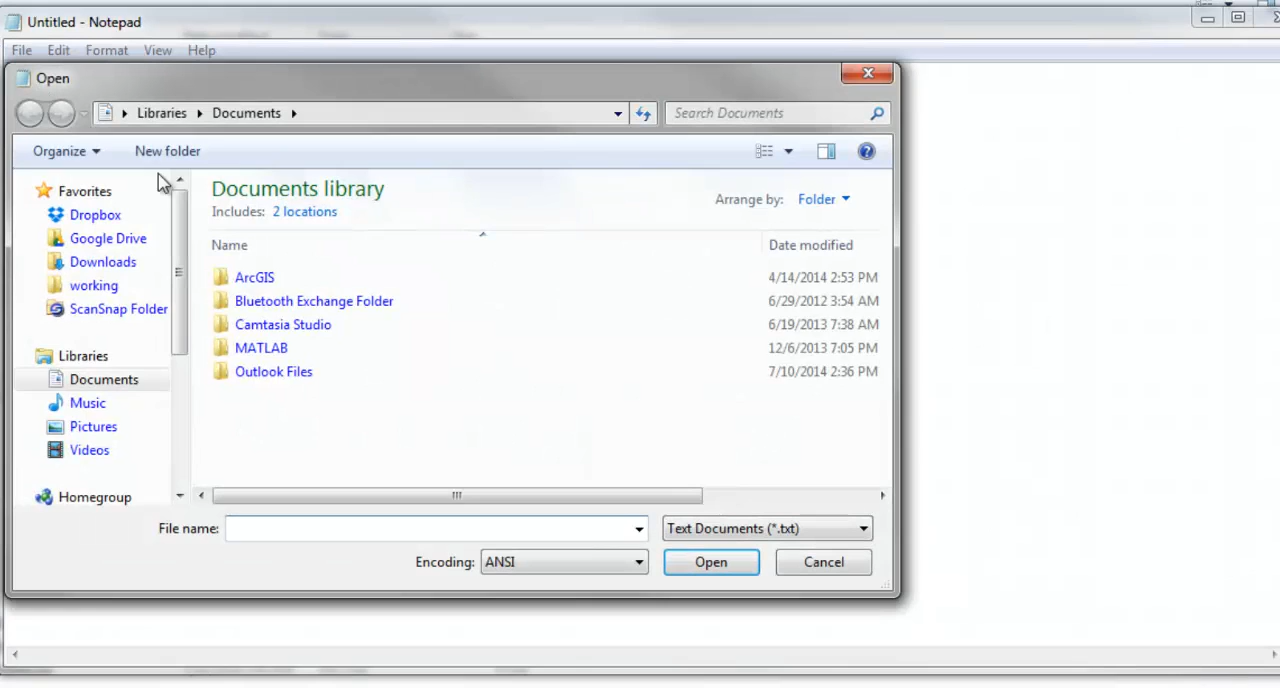 Untitled - Notepad
File Edit Format View Help
Open
Libraries Documents
Search Documents
Organize New folder
Favorites
Dropbox
Google Drive
Downloads
working
ScanSnap Folder
Libraries
Documents
Music
Pictures
Videos
Homegroup
Documents library
Includes: 2 locations
Arrange by: Folder
Name Date modified
ArcGIS 4/14/2014 2:53 PM
Bluetooth Exchange Folder 6/29/2012 3:54 AM
Camtasia Studio 6/19/2013 7:38 AM
MATLAB 12/6/2013 7:05 PM
Outlook Files 7/10/2014 2:36 PM
File name: Text Documents (*.txt)
Encoding: ANSI Open Cancel